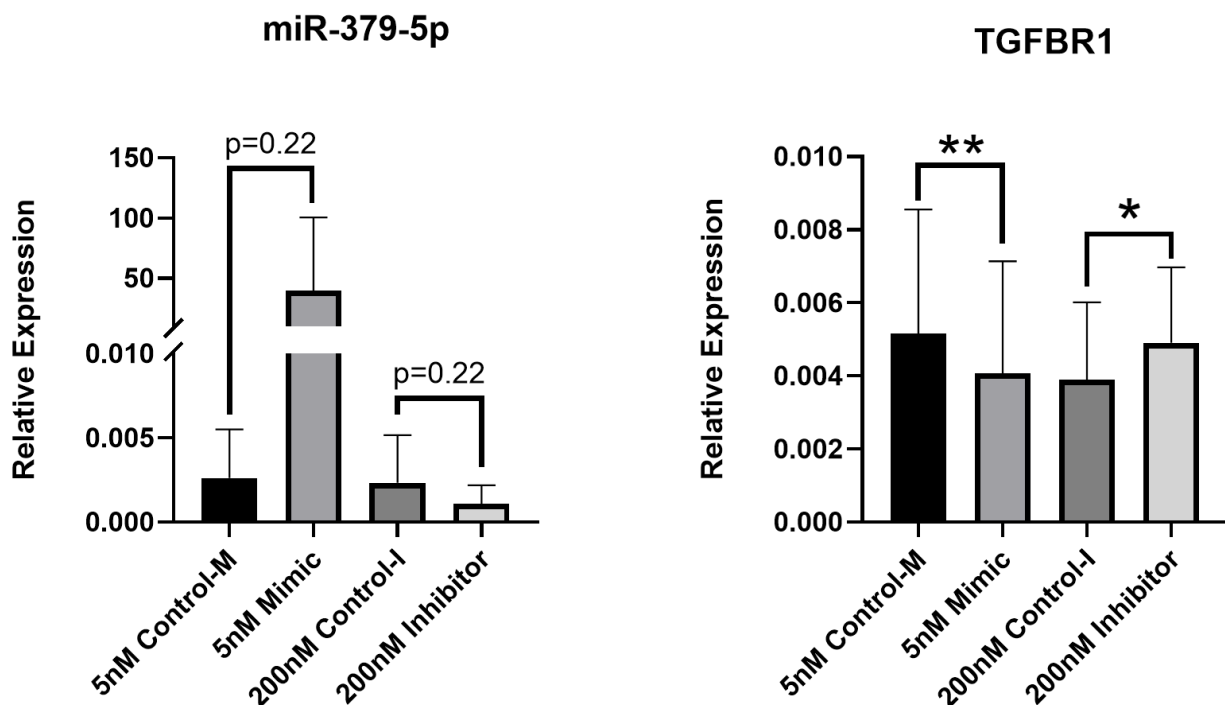 miR-379-5p
Relative Expression
150
100
50
0.010
0.005
0.000
p=0.22
p=0.22
5nM Control-M
5nM Mimic
200nM Control-I
200nM Inhibitor
TGFBR1
Relative Expression
0.010
0.008
0.006
0.004
0.002
0.000
**
*
5nM Control-M
5nM Mimic
200nM Control-I
200nM Inhibitor